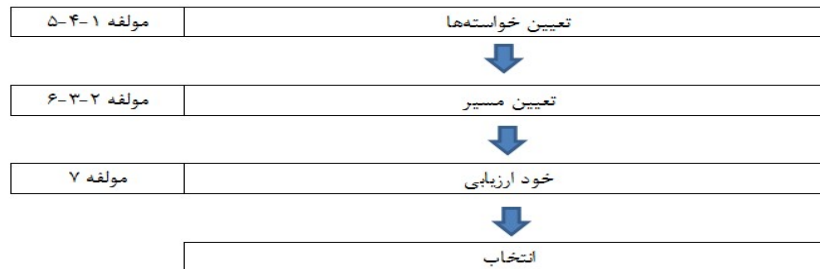 تعیین خواسته‌ها مولفه ۱-۴-۵
تعیین مسیر مولفه ۲-۳-۶
خود ارزیابی مولفه ۷
انتخاب